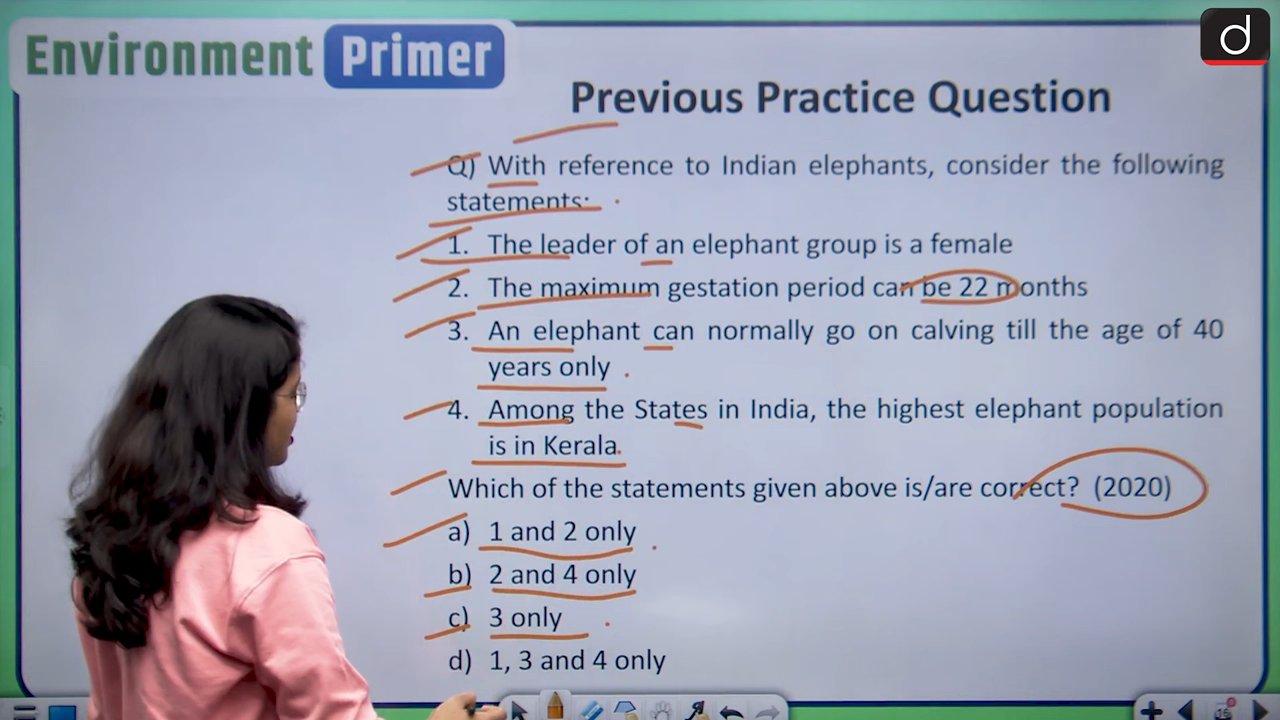 Environment Primer
d
Previous Practice Question
Q) With reference to Indian elephants, consider the following
statements:
1. The leader of an elephant group is a female
2. The maximum gestation period can be 22 months
3. An elephant can normally go on calving till the age of 40
years only
4. Among the States in India, the highest elephant population
is in Kerala.
Which of the statements given above is/are correct? (2020)
a) 1 and 2 only
b) 2 and 4 only
c) 3 only
d) 1, 3 and 4 only
16